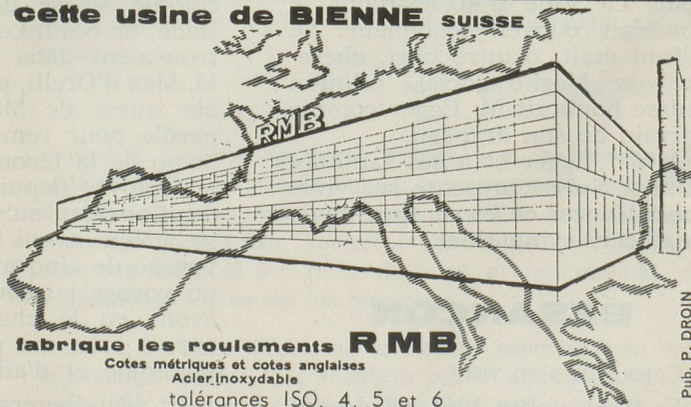 cette usine de BIENNE SUISSE
RMB
fabrique les roulements RMB
Cotes métriques et cotes anglaises
Acier Inoxydable
tolérances ISO, 4, 5 et 6
Pub. P. DROIN